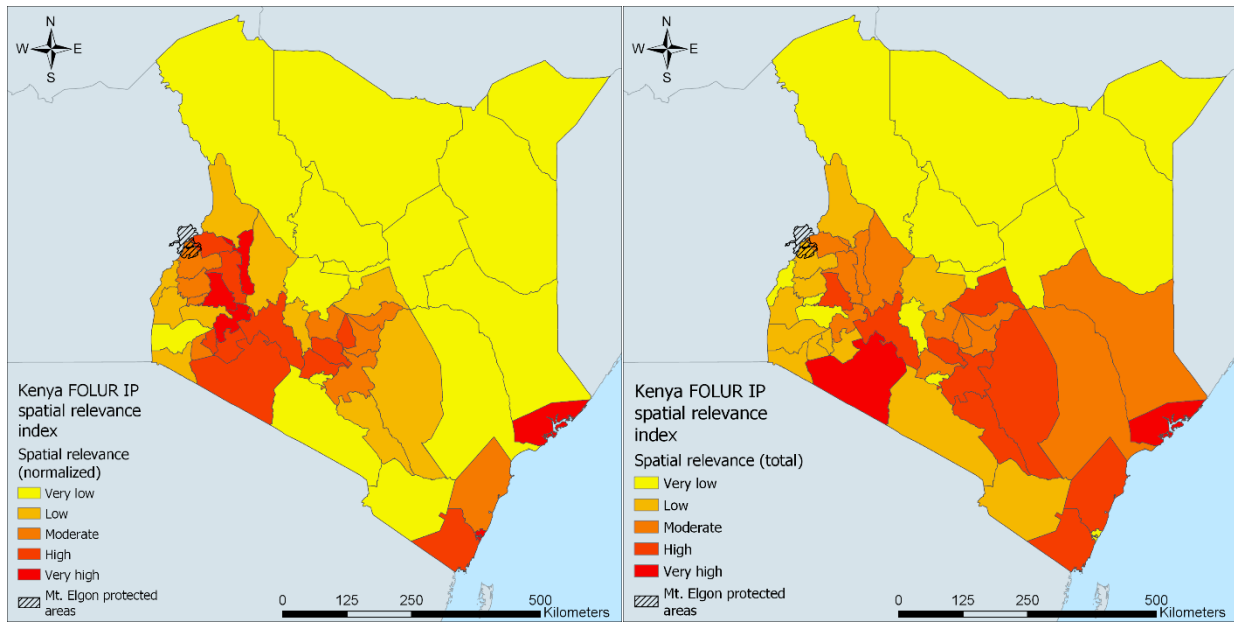 N
W E
S
Kenya FOLUR IP
spatial relevance
index
Spatial relevance
(normalized)
Very low
Low
Moderate
High
Very high
Mt. Elgon protected
areas
0 125 250 500
Kilometers
N
W E
S
Kenya FOLUR IP
spatial relevance
index
Spatial relevance (total)
Very low
Low
Moderate
High
Very high
Mt. Elgon protected
areas
0 125 250 500
Kilometers